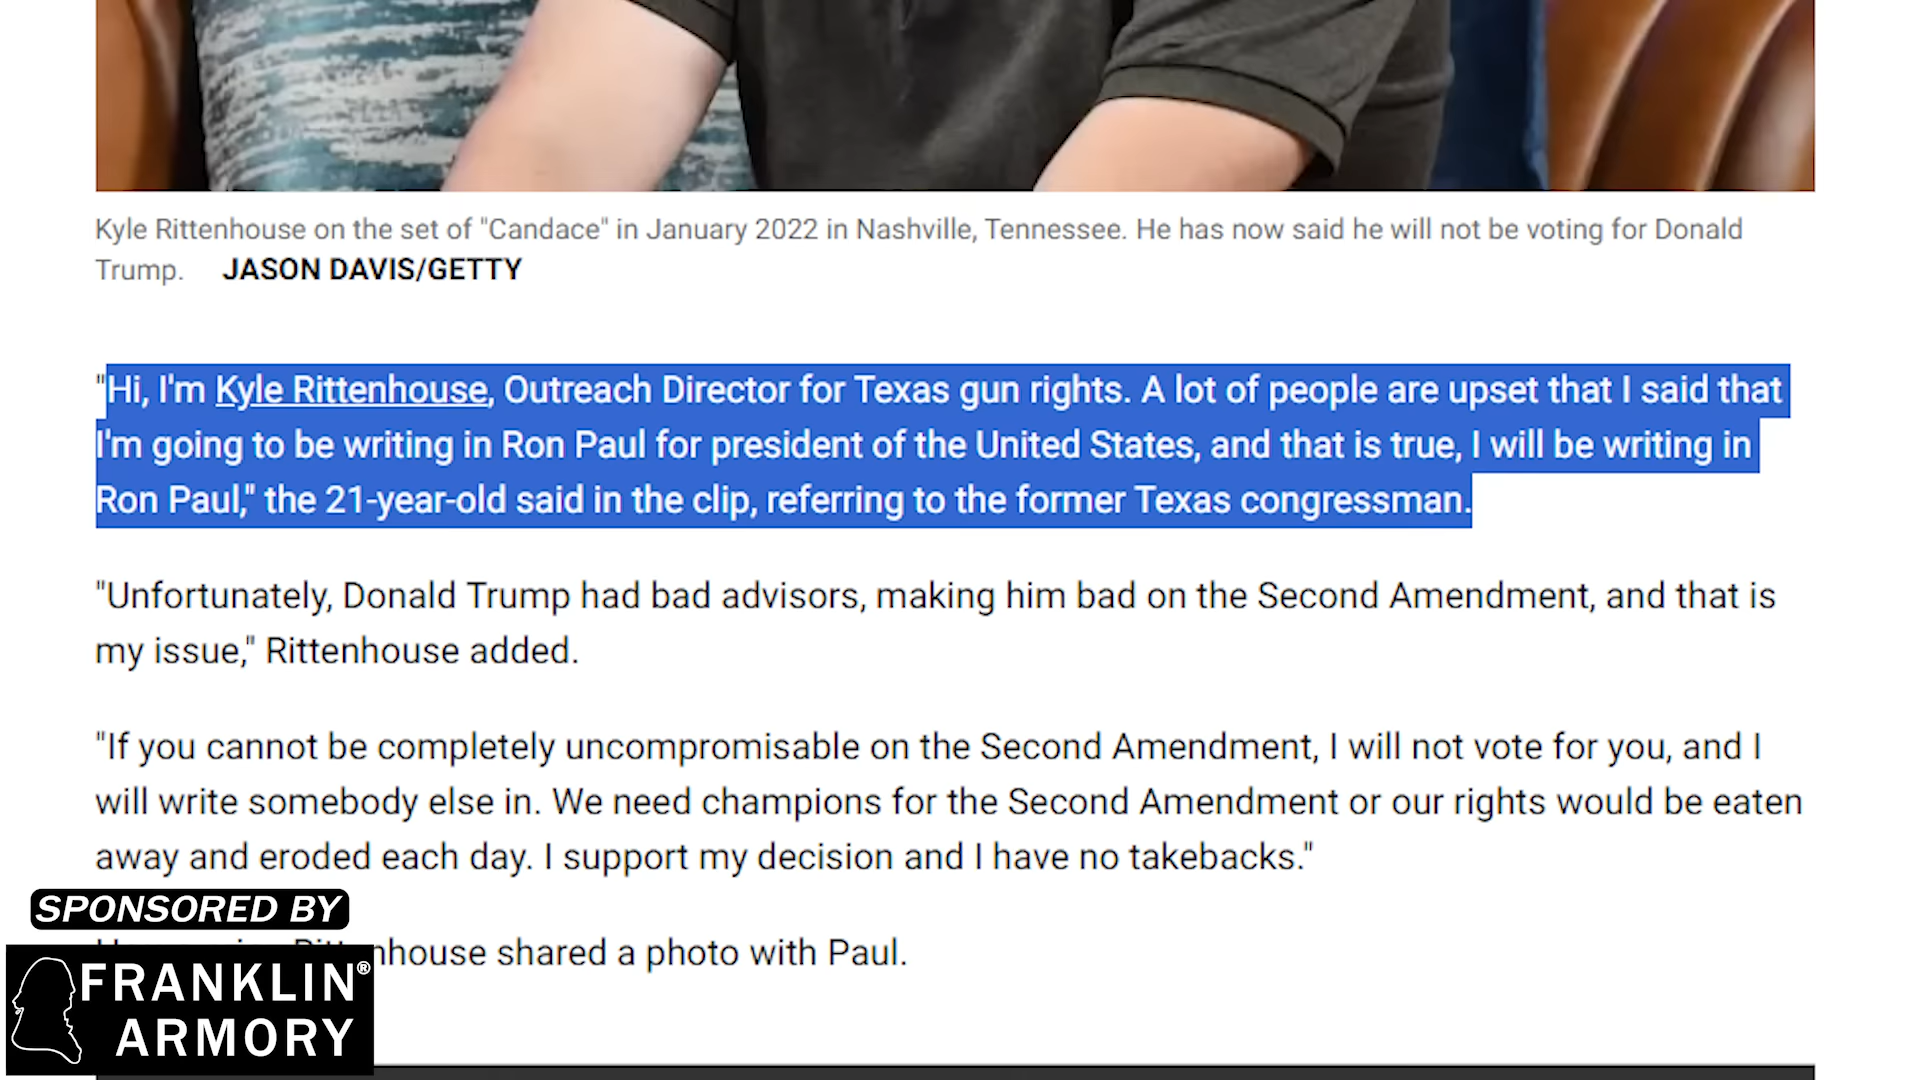 Kyle Rittenhouse on the set of "Candace" in January 2022 in Nashville, Tennessee. He has now said he will not be voting for Donald
Trump. JASON DAVIS/GETTY
"Hi, I'm Kyle Rittenhouse, Outreach Director for Texas gun rights. A lot of people are upset that I said that
I'm going to be writing in Ron Paul for president of the United States, and that is true, I will be writing in
Ron Paul," the 21-year-old said in the clip, referring to the former Texas congressman.
"Unfortunately, Donald Trump had bad advisors, making him bad on the Second Amendment, and that is
my issue," Rittenhouse added.
"If you cannot be completely uncompromisable on the Second Amendment, I will not vote for you, and I
will write somebody else in. We need champions for the Second Amendment or our rights would be eaten
away and eroded each day. I support my decision and I have no takebacks."
SPONSORED BY
nhouse shared a photo with Paul.
FRANKLIN®
ARMORY